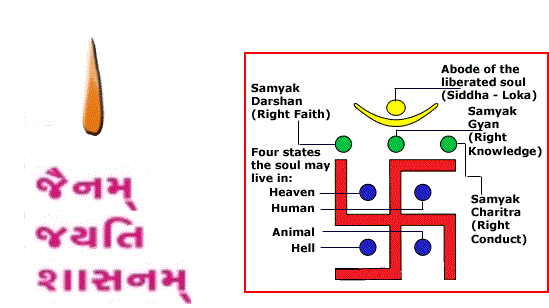 જૈનમ્
જયતિ
શાસનમ્
Abode of the
liberated soul
(Siddha - Loka)
Samyak
Darshan
(Right Faith)
Samyak
Gyan
(Right
Knowledge)
Four states
the soul may
live in:
Heaven
Human
Animal
Hell
Samyak
Charitra
(Right
Conduct)